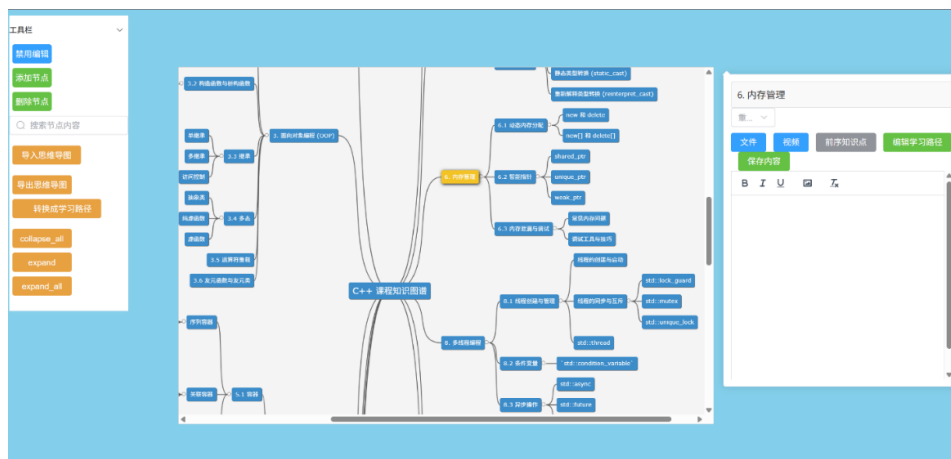 工具栏
禁用编辑
添加节点
删除节点
搜索节点内容
导入思维导图
导出思维导图
转换成学习路径
collapse_all
expand
expand_all
3.2 构造函数与析构函数
3. 面向对象编程 (OOP)
单继承
多继承
访问控制
3.3 继承
抽象类
纯虚函数
虚函数
3.4 多态
3.5 运算符重载
3.6 友元函数与友元类
C++ 课程知识图谱
序列容器
关联容器
5.1 容器
静态类型转换 (static_cast)
重新解释类型转换 (reinterpret_cast)
6. 内存管理
6.1 动态内存分配
new 和 delete
new[] 和 delete[]
6.2 智能指针
shared_ptr
unique_ptr
weak_ptr
6.3 内存泄漏与调试
常见内存问题
调试工具与技巧
8. 多线程编程
8.1 线程创建与管理
线程的创建与启动
线程的同步与互斥
std::lock_guard
std::mutex
std::unique_lock
std::thread
8.2 条件变量
`std::condition_variable`
8.3 异步操作
std::async
std::future
6. 内存管理
重...
文件
视频
前序知识点
编辑学习路径
保存内容
B I U